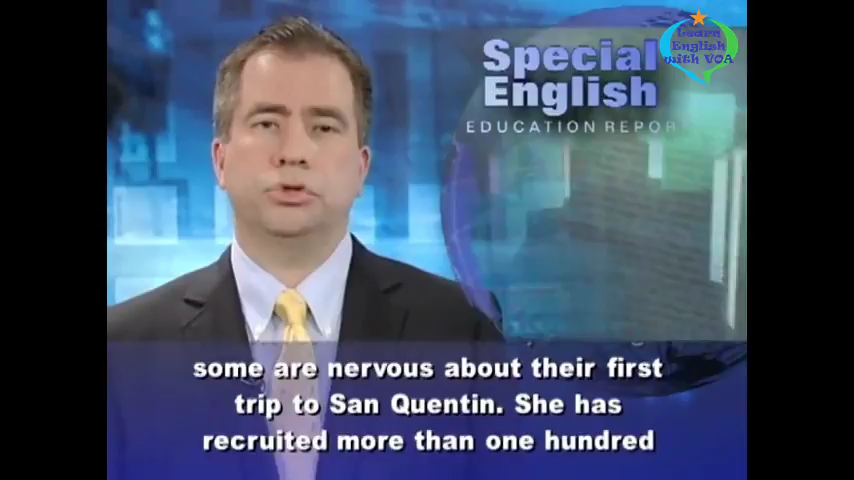 Special
English
EDUCATION REPOR
Learn
English
with VOA
some are nervous about their first
trip to San Quentin. She has
recruited more than one hundred